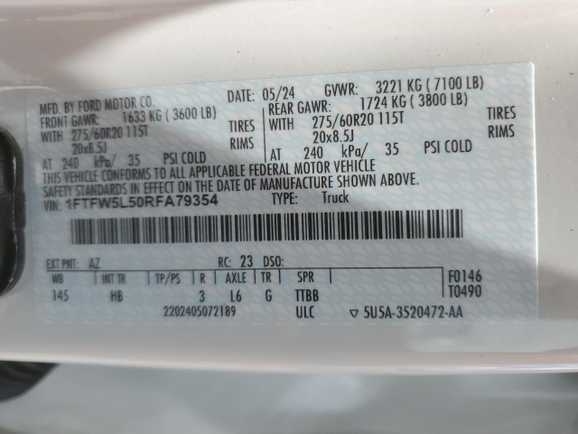 MFD. BY FORD MOTOR CO.
DATE: 05/24 GVWR: 3221 KG ( 7100 LB)
FRONT GAWR: 1633 KG ( 3600 LB) REAR GAWR: 1724 KG ( 3800 LB)
WITH 275/60R20 115T TIRES WITH 275/60R20 115T TIRES
20x8.5J RIMS 20x8.5J RIMS
AT 240 kPa/ 35 PSI COLD AT 240 kPa/ 35 PSI COLD
THIS VEHICLE CONFORMS TO ALL APPLICABLE FEDERAL MOTOR VEHICLE
SAFETY STANDARDS IN EFFECT ON THE DATE OF MANUFACTURE SHOWN ABOVE.
VIN: 1FTFW5L50RFA79354 TYPE: Truck
EXT PNT: AZ RC: 23 DSO:
WB INT TR TP/PS R AXLE TR SPR F0146
145 HB 3 L6 G TTBB T0490
2202405072189 ULC ▽ 5U5A-3520472-AA